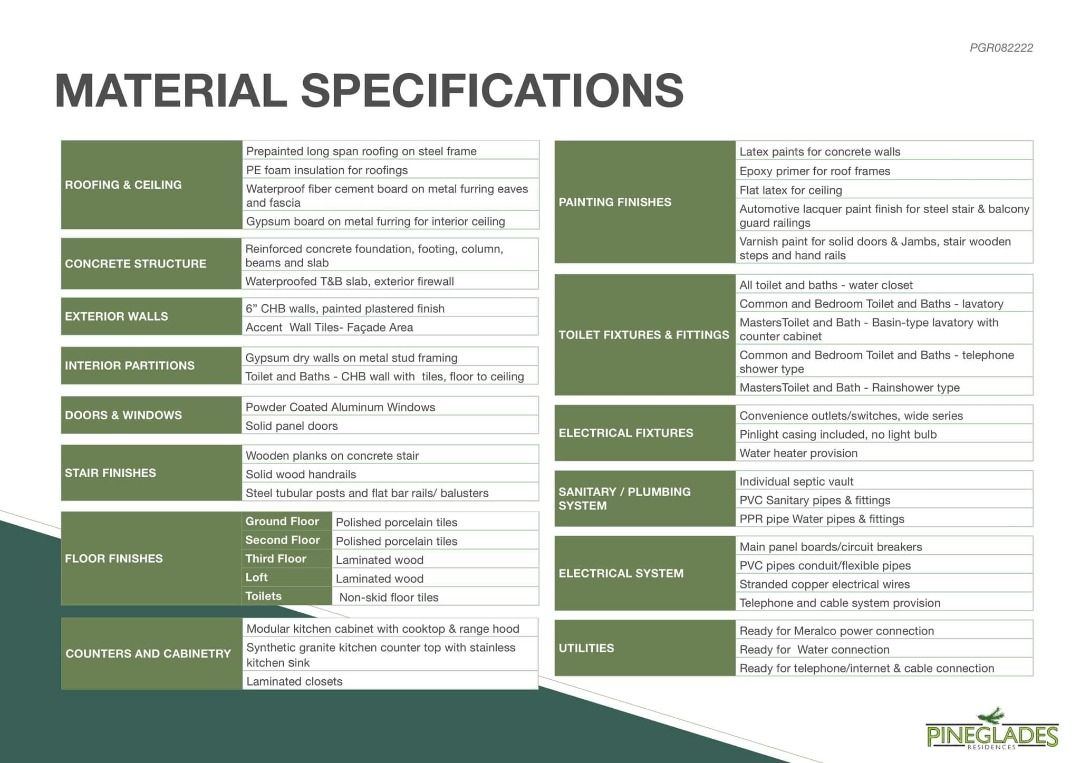 PGR082222
MATERIAL SPECIFICATIONS
ROOFING & CEILING
Prepainted long span roofing on steel frame
PE foam insulation for roofings
Waterproof fiber cement board on metal furring eaves
and fascia
Gypsum board on metal furring for interior ceiling
CONCRETE STRUCTURE
Reinforced concrete foundation, footing, column,
beams and slab
Waterproofed T&B slab, exterior firewall
EXTERIOR WALLS
6” CHB walls, painted plastered finish
Accent Wall Tiles- Façade Area
INTERIOR PARTITIONS
Gypsum dry walls on metal stud framing
Toilet and Baths - CHB wall with tiles, floor to ceiling
DOORS & WINDOWS
Powder Coated Aluminum Windows
Solid panel doors
STAIR FINISHES
Wooden planks on concrete stair
Solid wood handrails
Steel tubular posts and flat bar rails/ balusters
FLOOR FINISHES
Ground Floor Polished porcelain tiles
Second Floor Polished porcelain tiles
Third Floor Laminated wood
Loft Laminated wood
Toilets Non-skid floor tiles
COUNTERS AND CABINETRY
Modular kitchen cabinet with cooktop & range hood
Synthetic granite kitchen counter top with stainless
kitchen sink
Laminated closets
PAINTING FINISHES
Latex paints for concrete walls
Epoxy primer for roof frames
Flat latex for ceiling
Automotive lacquer paint finish for steel stair & balcony
guard railings
Varnish paint for solid doors & Jambs, stair wooden
steps and hand rails
TOILET FIXTURES & FITTINGS
All toilet and baths - water closet
Common and Bedroom Toilet and Baths - lavatory
MastersToilet and Bath - Basin-type lavatory with
counter cabinet
Common and Bedroom Toilet and Baths - telephone
shower type
MastersToilet and Bath - Rainshower type
ELECTRICAL FIXTURES
Convenience outlets/switches, wide series
Pinlight casing included, no light bulb
Water heater provision
SANITARY / PLUMBING
SYSTEM
Individual septic vault
PVC Sanitary pipes & fittings
PPR pipe Water pipes & fittings
ELECTRICAL SYSTEM
Main panel boards/circuit breakers
PVC pipes conduit/flexible pipes
Stranded copper electrical wires
Telephone and cable system provision
UTILITIES
Ready for Meralco power connection
Ready for Water connection
Ready for telephone/internet & cable connection
PINEGLADES
RESIDENCES